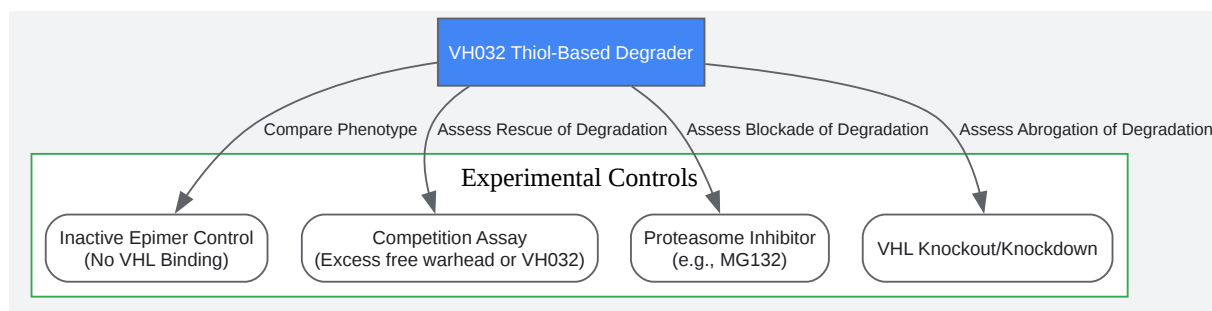 VH032 Thiol-Based Degrader
Compare Phenotype
Assess Rescue of Degradation
Assess Blockade of Degradation
Assess Abrogation of Degradation
Experimental Controls
Inactive Epimer Control
(No VHL Binding)
Competition Assay
(Excess free warhead or VH032)
Proteasome Inhibitor
(e.g., MG132)
VHL Knockout/Knockdown